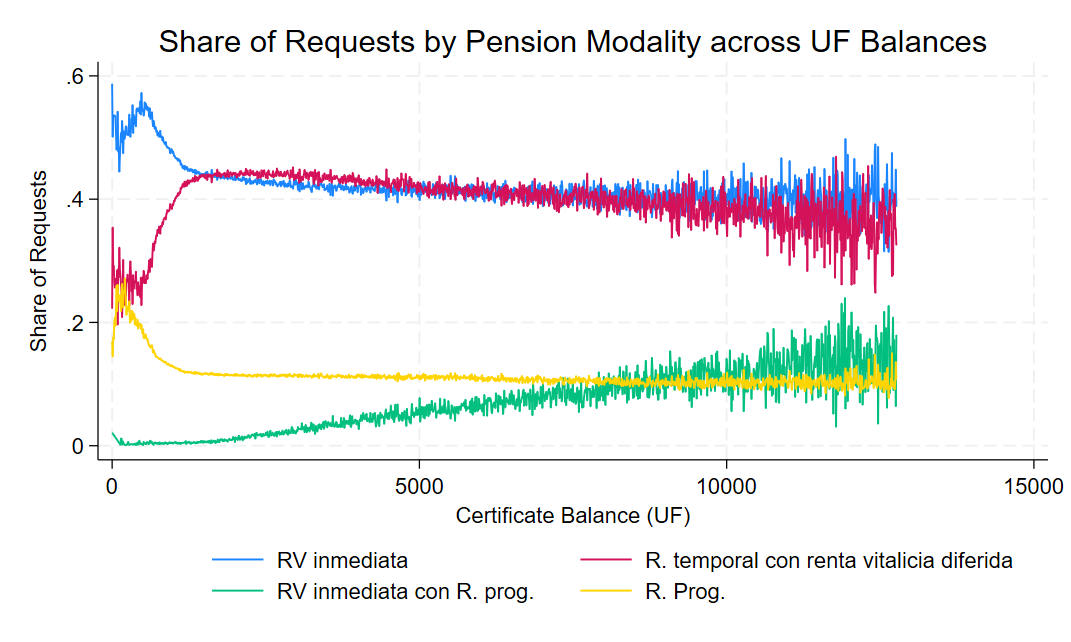 Share of Requests by Pension Modality across UF Balances
Share of Requests
.6
.4
.2
0
0 5000 10000 15000
Certificate Balance (UF)
RV inmediata R. temporal con renta vitalicia diferida
RV inmediata con R. prog. R. Prog.